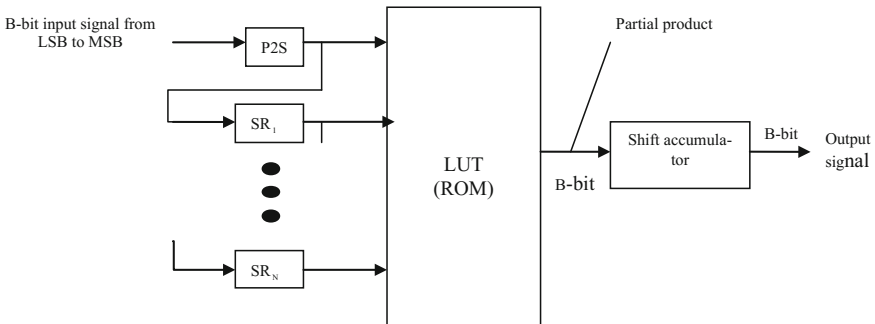 B-bit input signal from
LSB to MSB
P2S
Partial product
SR1
LUT
(ROM)
Shift accumula-
tor
B-bit
B-bit
Output
signal
SRN